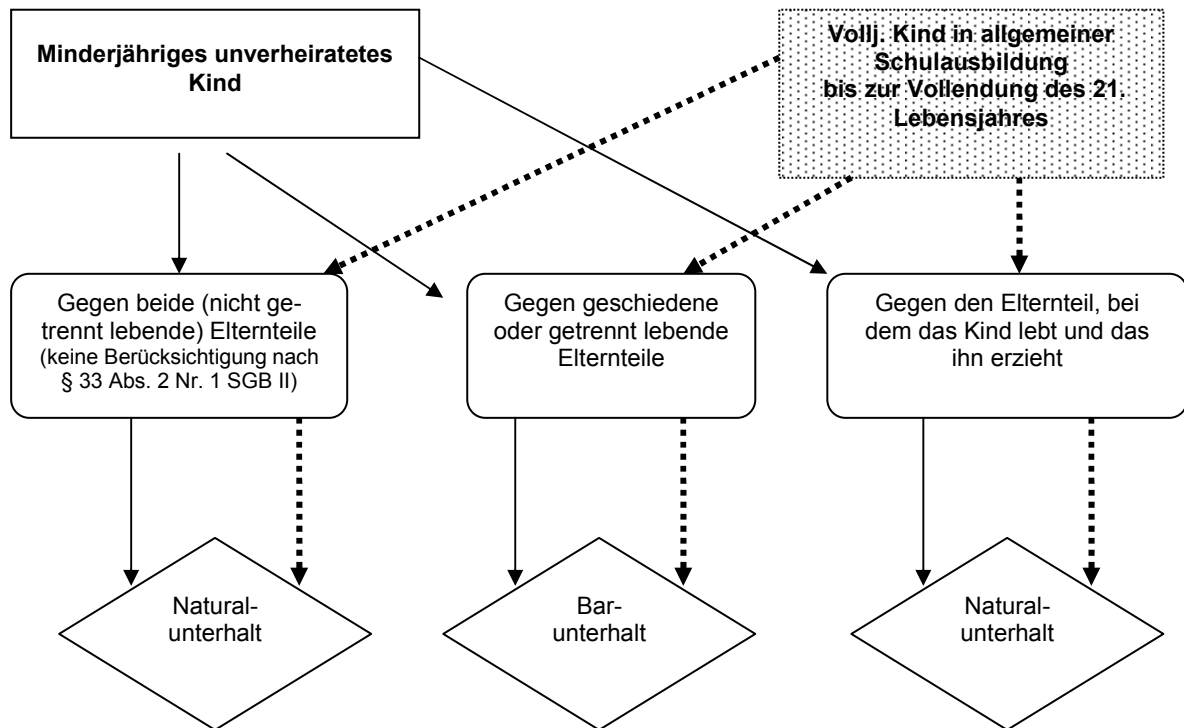 Minderjähriges unverheiratetes
Kind
Vollj. Kind in allgemeiner
Schulausbildung
bis zur Vollendung des 21.
Lebensjahres
Gegen beide (nicht ge-
trennt lebende) Elternteile
(keine Berücksichtigung nach
§ 33 Abs. 2 Nr. 1 SGB II)
Gegen geschiedene
oder getrennt lebende
Elternteile
Gegen den Elternteil, bei
dem das Kind lebt und das
ihn erzieht
Natural-
unterhalt
Bar-
unterhalt
Natural-
unterhalt